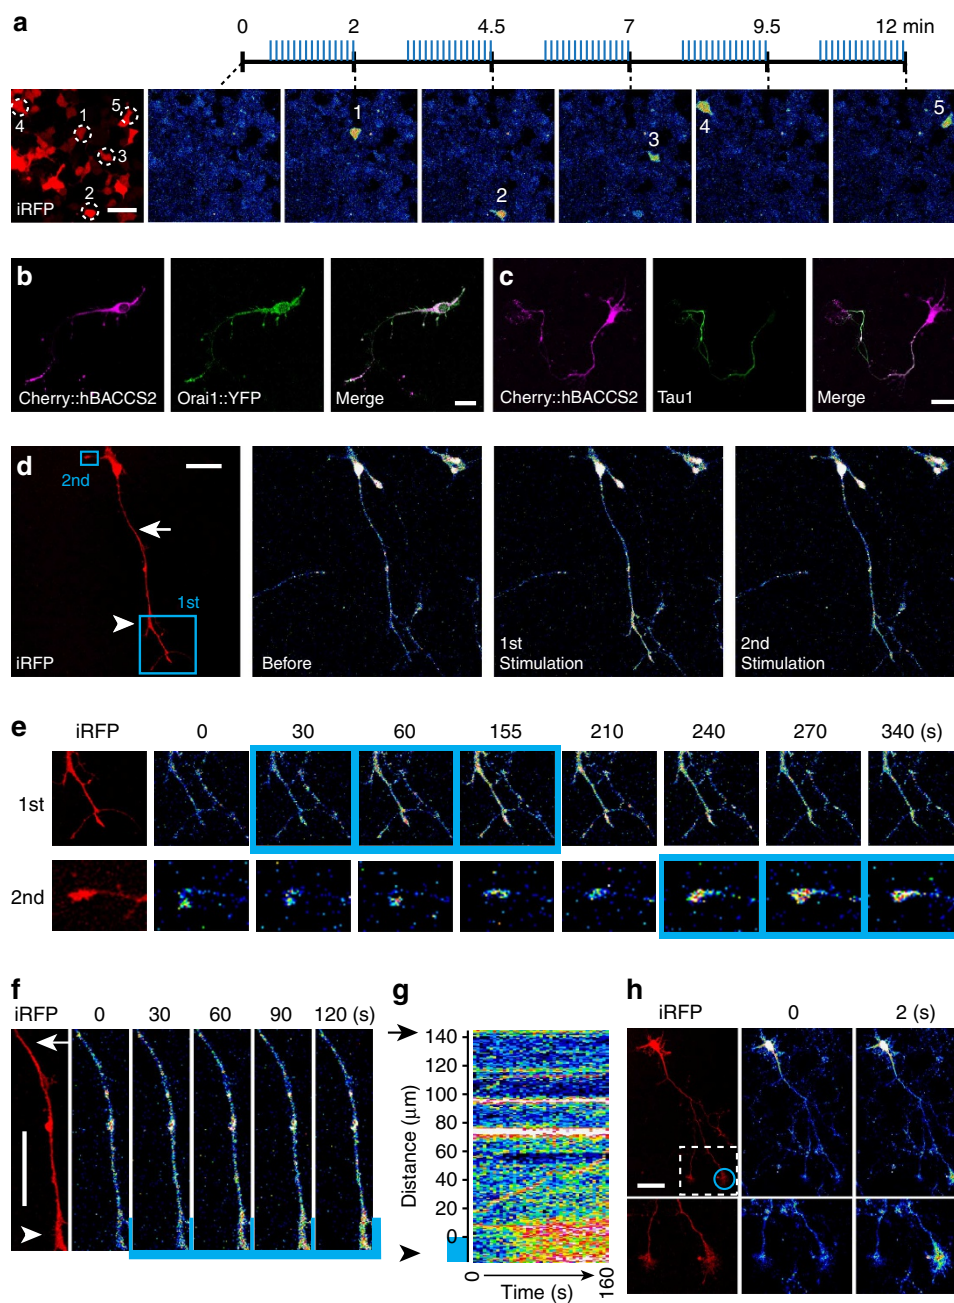 a
0 2 4.5 7 9.5 12 min
4 1 5 3 2
iRFP
1
2
3
4
5
b
Cherry::hBACCS2
Orai1::YFP
Merge
c
Cherry::hBACCS2
Tau1
Merge
d
2nd
1st
iRFP
Before
1st
Stimulation
2nd
Stimulation
e
iRFP 0 30 60 155 210 240 270 340 (s)
1st
2nd
f
iRFP 0 30 60 90 120 (s)
g
140
120
100
80
60
40
20
0
Distance (μm)
0 160
Time (s)
h
iRFP 0 2 (s)